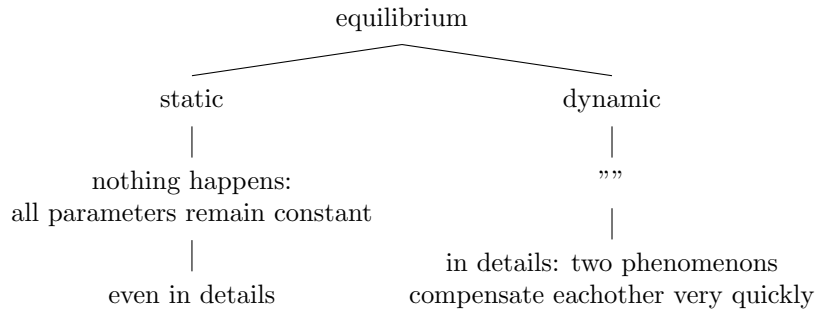 equilibrium
static
dynamic
nothing happens:
all parameters remain constant
””
even in details
in details: two phenomenons
compensate eachother very quickly